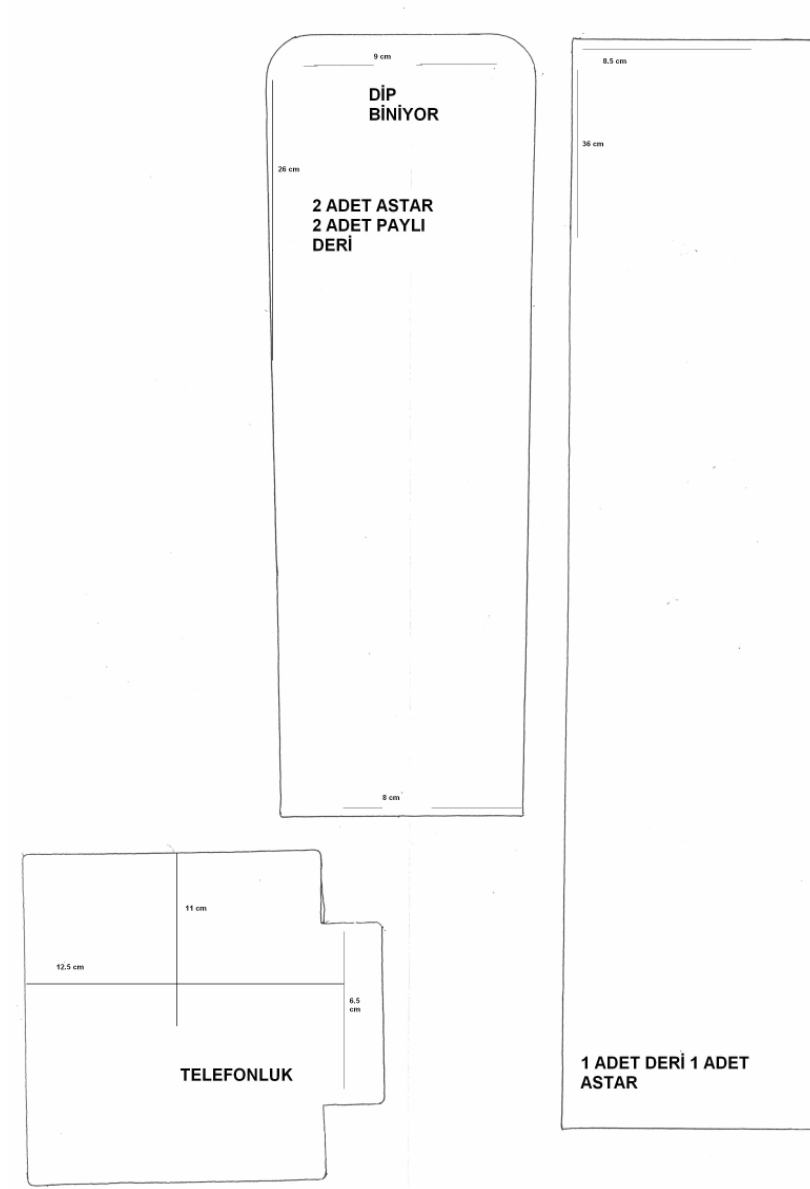 9 cm
DİP
BİNİYOR
26 cm
2 ADET ASTAR
2 ADET PAYLI
DERİ
8 cm
8.5 cm
36 cm
1 ADET DERİ 1 ADET
ASTAR
11 cm
12.5 cm
6.5
cm
TELEFONLUK